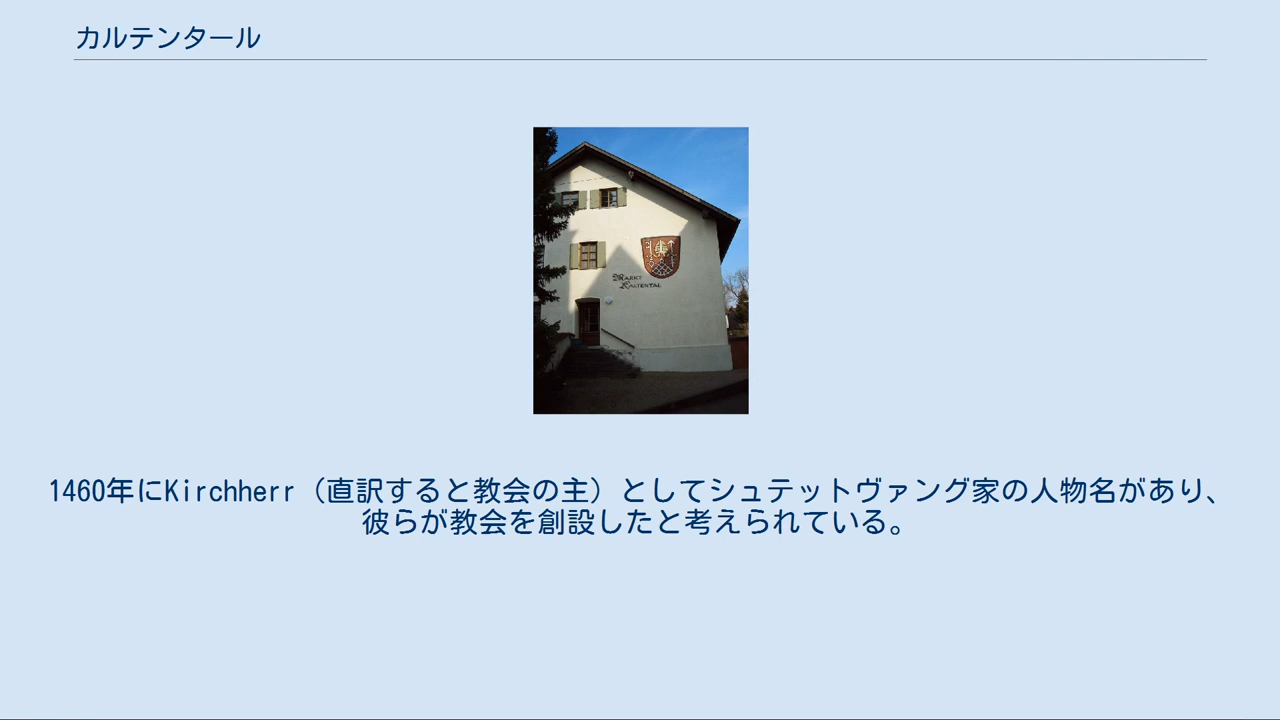 カルテンタール
MARKT
KALTENTAL
1460年にKirchherr（直訳すると教会の主）としてシュテットヴァング家の人物名があり、
彼らが教会を創設したと考えられている。